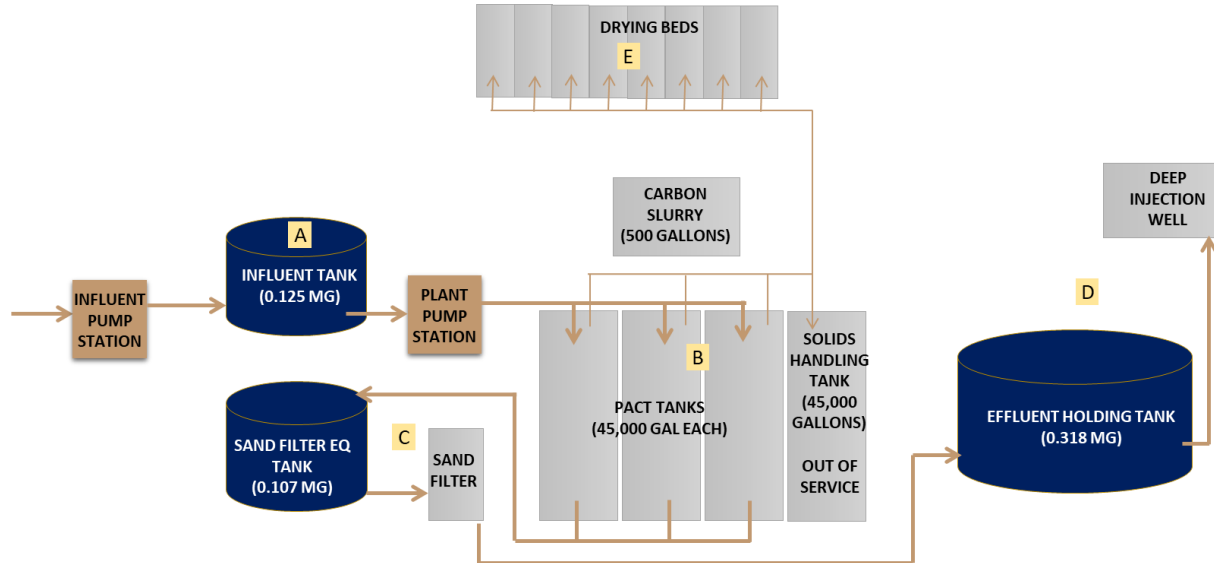 DRYING BEDS
E
CARBON
SLURRY
(500 GALLONS)
DEEP
INJECTION
WELL
A
INFLUENT TANK
(0.125 MG)
INFLUENT
PUMP
STATION
PLANT
PUMP
STATION
B
PACT TANKS
(45,000 GAL EACH)
SOLIDS
HANDLING
TANK
(45,000
GALLONS)
OUT OF
SERVICE
D
EFFLUENT HOLDING TANK
(0.318 MG)
SAND FILTER EQ
TANK
(0.107 MG)
C
SAND
FILTER